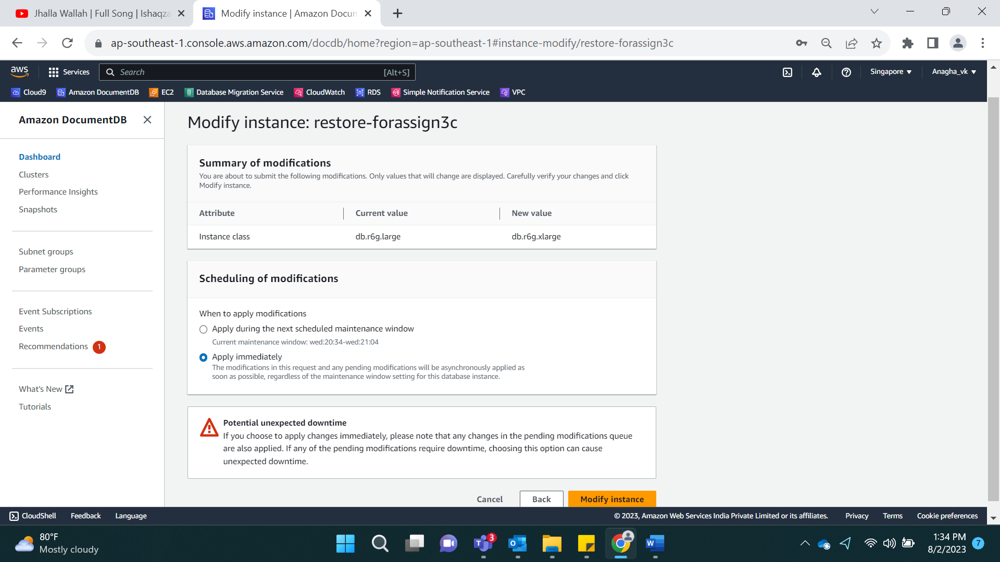 Jhalla Wallah | Full Song | Ishaqza
Modify instance | Amazon Docum
ap-southeast-1.console.aws.amazon.com/docdb/home?region=ap-southeast-1#instance-modify/restore-forassign3c
aws
Services
Search
[Alt+S]
Singapore
Anagha_vk
Cloud9
Amazon DocumentDB
EC2
Database Migration Service
CloudWatch
RDS
Simple Notification Service
VPC
Amazon DocumentDB
Dashboard
Clusters
Performance Insights
Snapshots
Subnet groups
Parameter groups
Event Subscriptions
Events
Recommendations 1
What's New
Tutorials
Modify instance: restore-forassign3c
Summary of modifications
You are about to submit the following modifications. Only values that will change are displayed. Carefully verify your changes and click
Modify instance.
Attribute Current value New value
Instance class db.r6g.large db.r6g.xlarge
Scheduling of modifications
When to apply modifications
Apply during the next scheduled maintenance window
Current maintenance window: wed:20:34-wed:21:04
Apply immediately
The modifications in this request and any pending modifications will be asynchronously applied as
soon as possible, regardless of the maintenance window setting for this database instance.
Potential unexpected downtime
If you choose to apply changes immediately, please note that any changes in the pending modifications queue
are also applied. If any of the pending modifications require downtime, choosing this option can cause
unexpected downtime.
Cancel
Back
Modify instance
CloudShell
Feedback
Language
© 2023, Amazon Web Services India Private Limited or its affiliates.
Privacy
Terms
Cookie preferences
80°F
Mostly cloudy
3
1:34 PM
8/2/2023
7